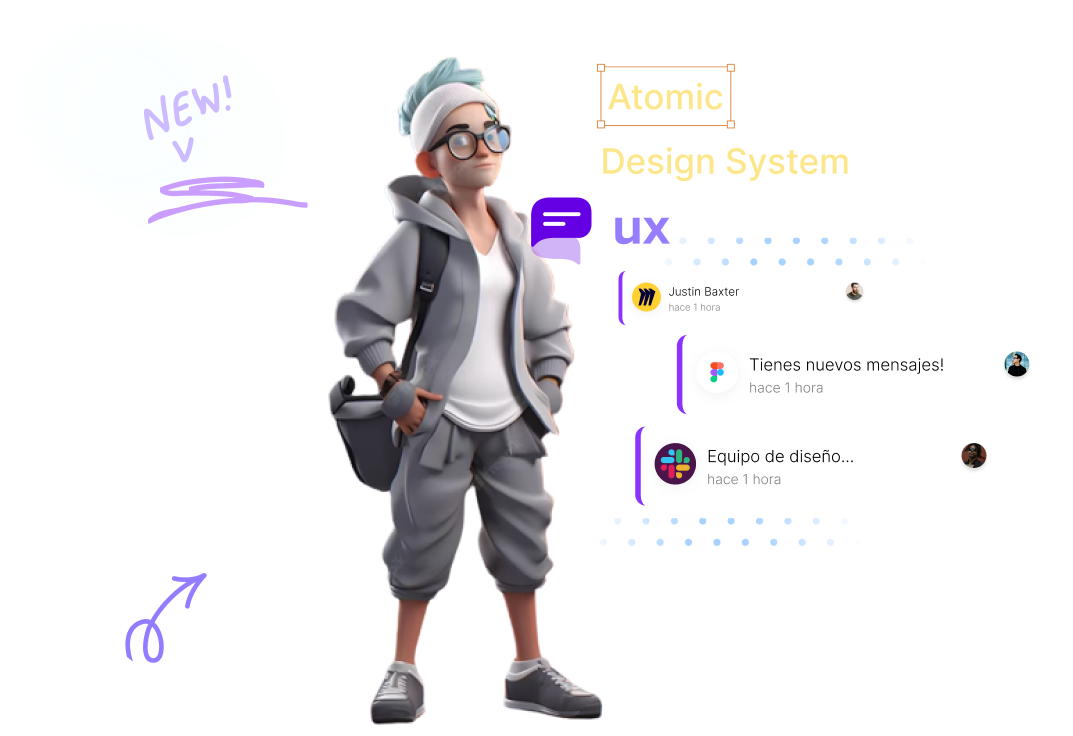 NEW!
Atomic
Design System
ux
Justin Baxter
hace 1 hora
Tienes nuevos mensajes!
hace 1 hora
Equipo de diseño...
hace 1 hora